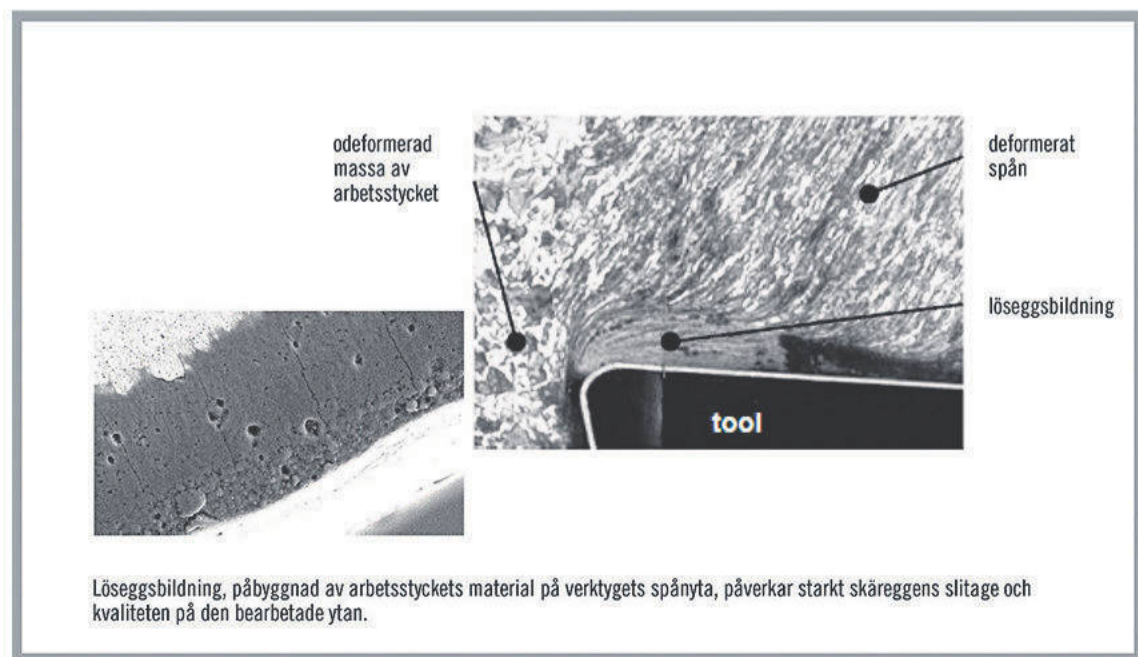 odeformerad
massa av
arbetsstycket
deformerat
spån
löseggsbildning
tool
Löseggsbildning, påbyggnad av arbetsstyckets material på verktygets spånyta, påverkar starkt skäreggens slitage och
kvaliteten på den bearbetade ytan.